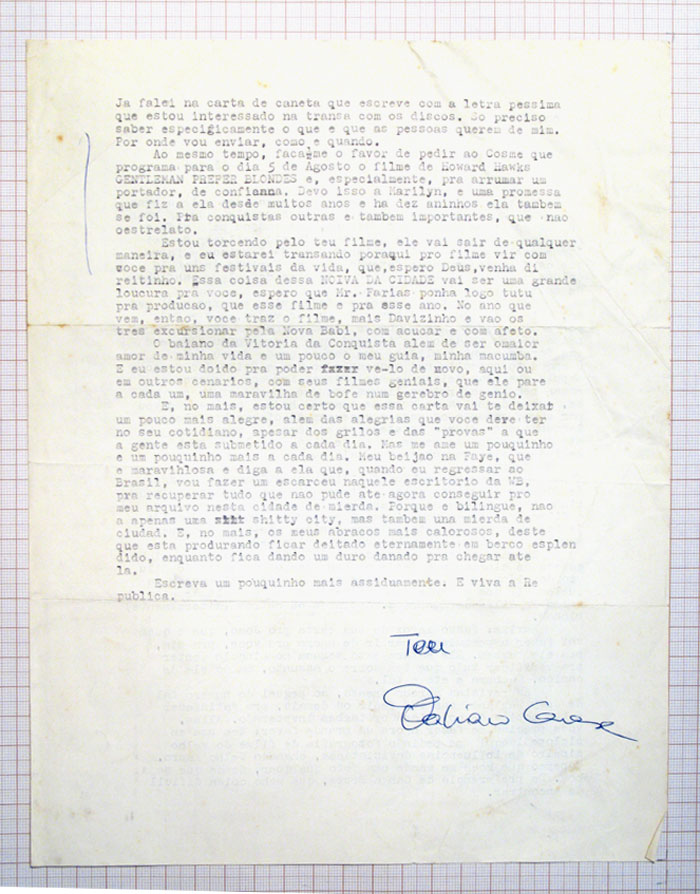 Ja falei na carta de caneta que escreve com a letra pessima
que estou interessado na transa com os discos. So preciso
saber especificamente o que e que as pessoas querem de mim.
Por onde vou enviar, como e quando.
Ao mesmo tempo, faca-me o favor de pedir ao Cosme que
programa para o dia 5 de Agosto o filme de Howard Hawks
GENTLEMAN PREFER BLONDES e, especialmente, pra arrumar um
portador, de confianna. Devo isso a Marilyn, e uma promessa
que fiz a ela desde muitos anos e ha dez aninhos ela tambem
se foi. Pra conquistas outras e tambem importantes, que nao
oestrelato.
Estou torcendo pelo teu filme, ele vai sair de qualquer
maneira, e eu estarei transando poraqui pro filme vir com
voce pra uns festivais da vida, que,espero Deus,venha di
reitinho. Essa coisa dessa NOIVA DA CIDADE vai ser uma grande
loucura pra voce, espero que Mr. Farias ponha logo tutu
pra producao, que esse filme e pra esse ano. No ano que
vem, entao, voce traz o filme, mais Davizinho e vao os
tres excursionar pela Nova Babi, com acucar e com afeto.
O baiano da Vitoria da Conquista alem de ser omaior
amor de minha vida e um pouco o meu guia, minha macumba.
E eu estou doido pra poder ve-lo de novo, aqui ou
em outros cenarios, com seus filmes geniais, que ele pare
a cada um, uma maravilha de bofe num gerebro de genio.
E, no mais, estou certo que essa carta vai te deixar
um pouco mais alegre, alem das alegrias que voce deve ter
no seu cotidiano, apesar dos grilos e das "provas" a que
a gente esta submetido a cada dia. Mas me ame um pouquinho
e um pouquinho mais a cada dia. Meu beijao na Faye, que
e maravihlosa e diga a ela que, quando eu regressar ao
Brasil, vou fazer um escarceu naquele escritorio da WB,
pra recuperar tudo que nao pude ate agora conseguir pro
meu arquivo nesta cidade de mierda. Porque e bilingue, nao
a apenas uma shitty city, mas tambem una mierda de
ciudad. E, no mais, os meus abracos mais calorosos, deste
que esta produrando ficar deitado eternamente em berco esplen
dido, enquanto fica dando um duro danado pra chegar ate
la.
Escreva um pouquinho mais assiduamente. E viva a Re
publica.